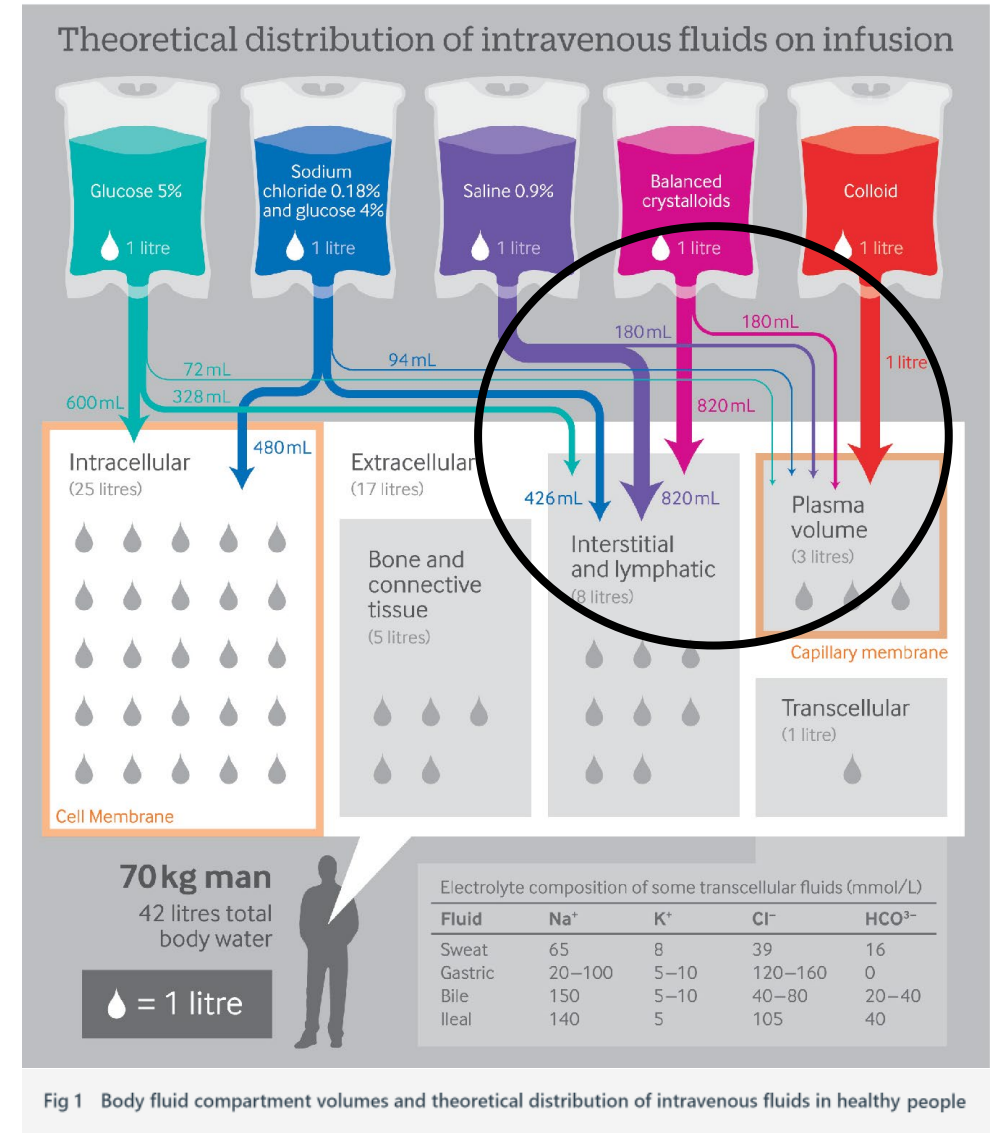 Theoretical distribution of intravenous fluids on infusion
Glucose 5%
1 litre
Sodium
chloride 0.18%
and glucose 4%
1 litre
Saline 0.9%
1 litre
Balanced
crystalloids
1 litre
Colloid
1 litre
180 mL
180 mL
72 mL
94 mL
1 litre
600 mL
328 mL
820 mL
480 mL
Intracellular
(25 litres)
Extracellular
(17 litres)
426 mL
820 mL
Plasma
volume
(3 litres)
Interstitial
and lymphatic
(8 litres)
Bone and
connective
tissue
(5 litres)
Capillary membrane
Transcellular
(1 litre)
Cell Membrane
70 kg man
42 litres total
body water
= 1 litre
Electrolyte composition of some transcellular fluids (mmol/L)
Fluid Na⁺ K⁺ Cl⁻ HCO³⁻
Sweat 65 8 39 16
Gastric 20–100 5–10 120–160 0
Bile 150 5–10 40–80 20–40
Ileal 140 5 105 40
Fig 1 Body fluid compartment volumes and theoretical distribution of intravenous fluids in healthy people